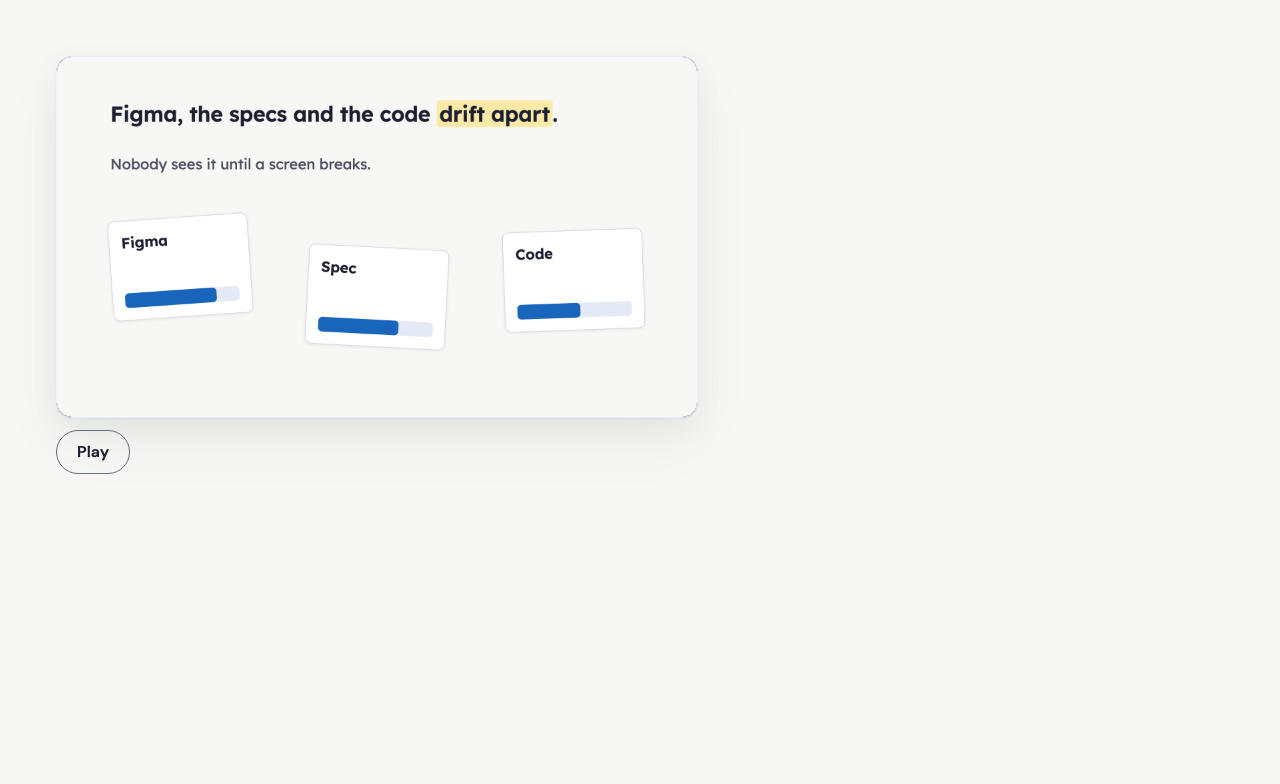 Figma, the specs and the code drift apart.
Nobody sees it until a screen breaks.
Figma
Spec
Code
Play